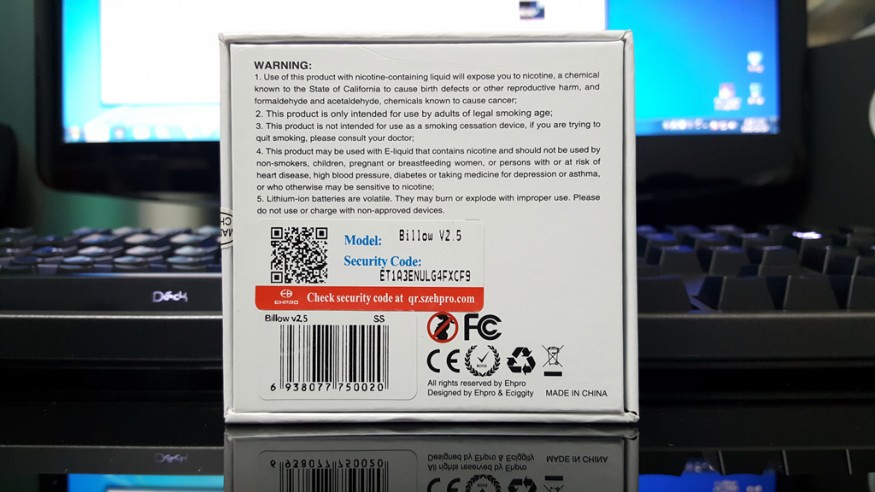 WARNING:
1. Use of this product with nicotine-containing liquid will expose you to nicotine, a chemical
known to the State of California to cause birth defects or other reproductive harm, and
formaldehyde and acetaldehyde, chemicals known to cause cancer;
2. This product is only intended for use by adults of legal smoking age;
3. This product is not intended for use as a smoking cessation device, if you are trying to
quit smoking, please consult your doctor;
4. This product may be used with E-liquid that contains nicotine and should not be used by
non-smokers, children, pregnant or breastfeeding women, or persons with or at risk of
heart disease, high blood pressure, diabetes or taking medicine for depression or asthma,
or who otherwise may be sensitive to nicotine;
5. Lithium-ion batteries are volatile. They may burn or explode with improper use. Please
do not use or charge with non-approved devices.
Model: Billow V2.5
Security Code:
ET1A3ENULG4FXCF9
EHPRO Check security code at qr.szehpro.com
Billow v2.5 SS
6 938077 750020
FC
CE ROHS
All rights reserved by Ehpro
Designed by Ehpro & Eciggity MADE IN CHINA
Deck